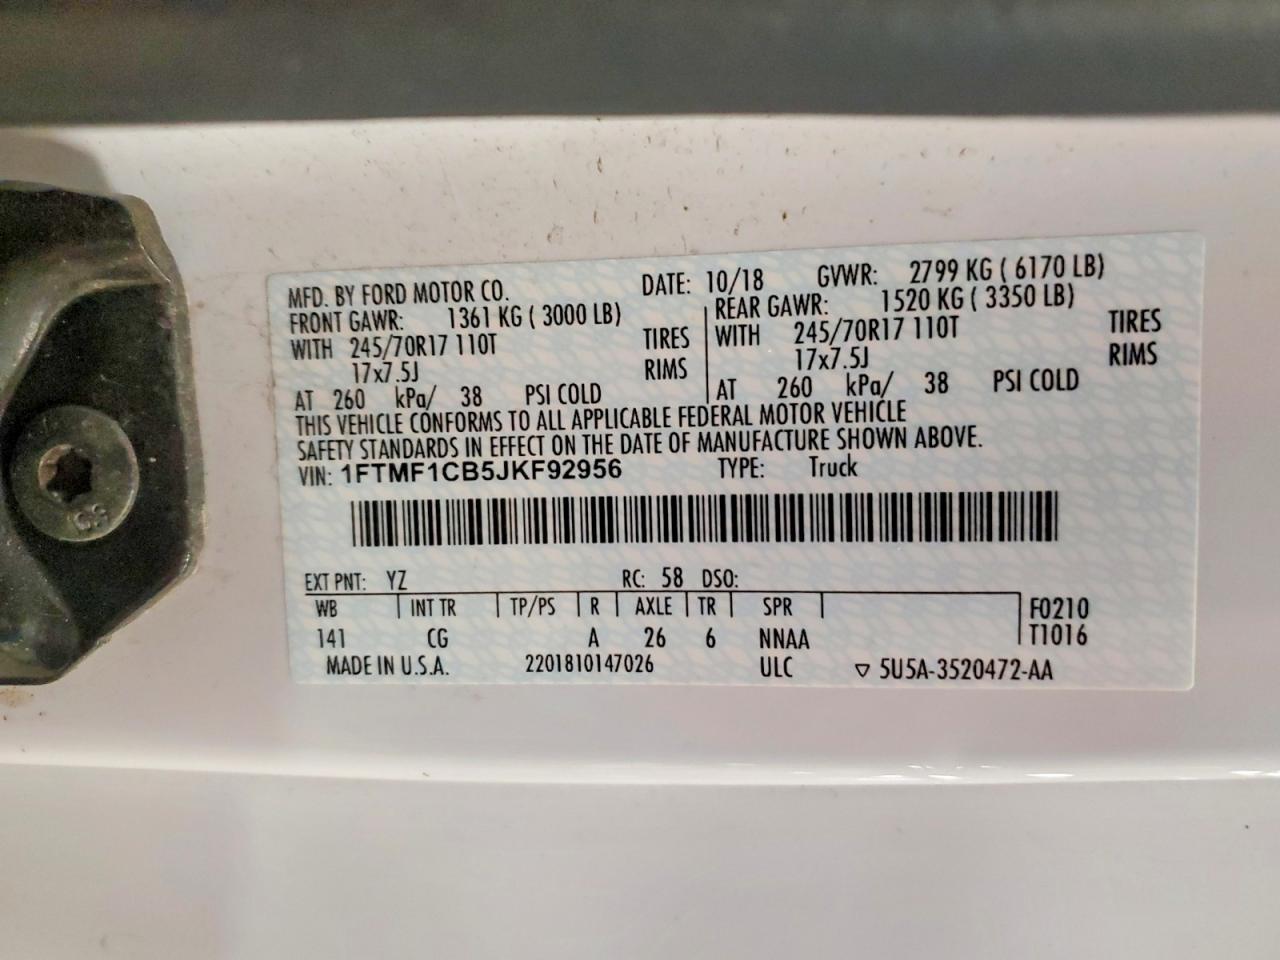 MFD. BY FORD MOTOR CO. DATE: 10/18 GVWR: 2799 KG ( 6170 LB)
FRONT GAWR: 1361 KG ( 3000 LB) REAR GAWR: 1520 KG ( 3350 LB)
WITH 245/70R17 110T TIRES WITH 245/70R17 110T TIRES
17x7.5J RIMS 17x7.5J RIMS
AT 260 kPa/ 38 PSI COLD AT 260 kPa/ 38 PSI COLD
THIS VEHICLE CONFORMS TO ALL APPLICABLE FEDERAL MOTOR VEHICLE
SAFETY STANDARDS IN EFFECT ON THE DATE OF MANUFACTURE SHOWN ABOVE.
VIN: 1FTMF1CB5JKF92956 TYPE: Truck
EXT PNT: YZ RC: 58 DSO:
WB INT TR TP/PS R AXLE TR SPR F0210
141 CG A 26 6 NNAA T1016
MADE IN U.S.A. 2201810147026 ULC ▽ 5U5A-3520472-AA